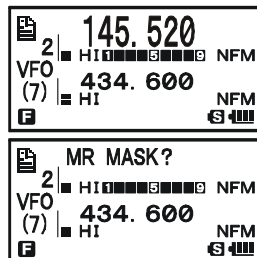 145. 520
2 HI 1 5 9 NFM
VFO
434. 600
(7) HI NFM
F S
MR MASK?
2 HI 1 5 9 NFM
VFO
434. 600
(7) HI NFM
F S